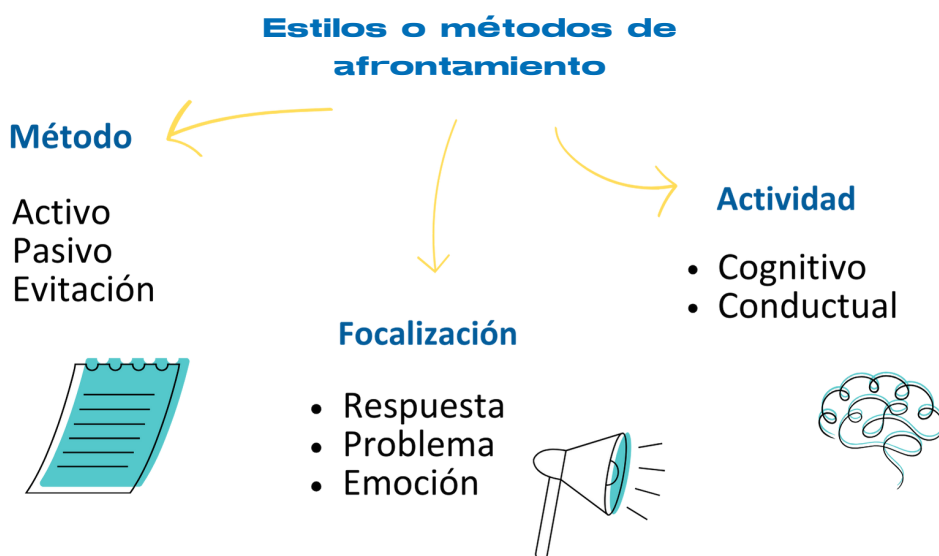 Estilos o métodos de
afrontamiento
Método
Activo
Pasivo
Evitación
Focalización
• Respuesta
• Problema
• Emoción
Actividad
• Cognitivo
• Conductual